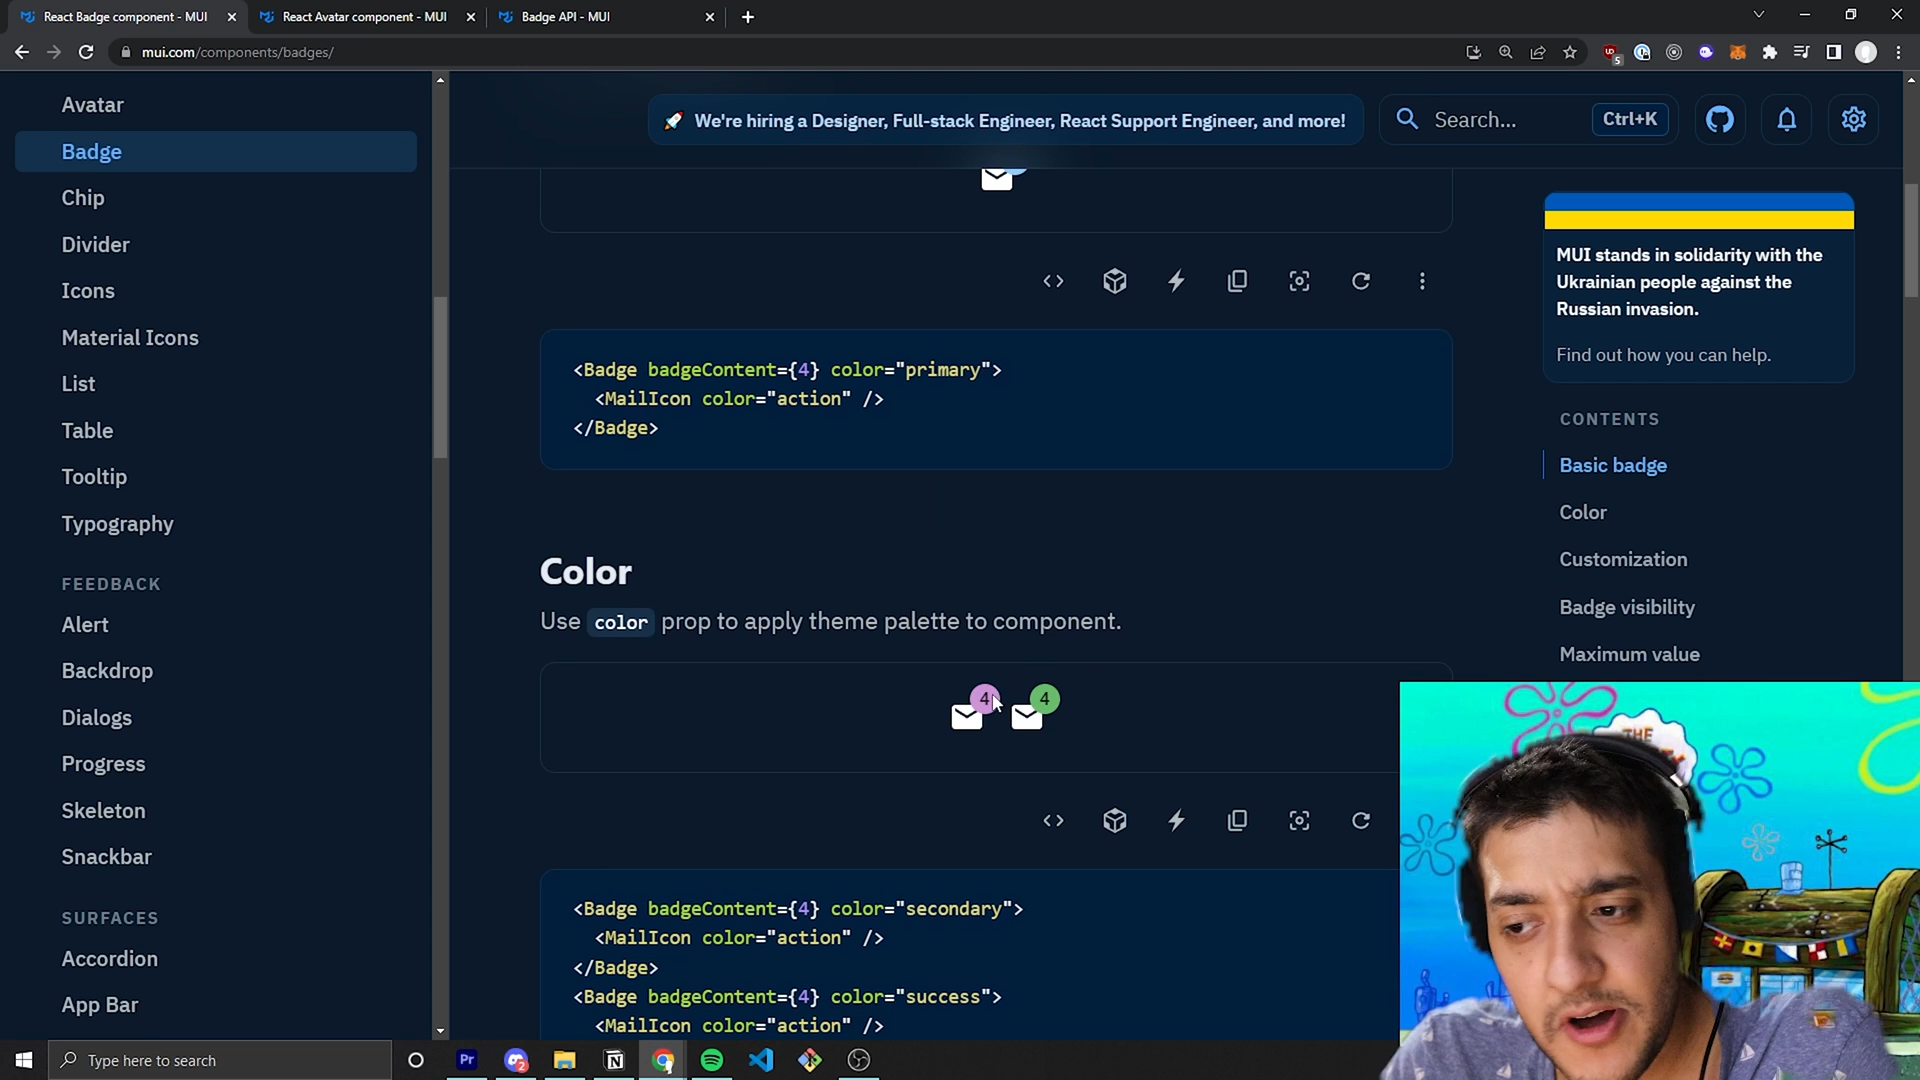 React Badge component - MUI
React Avatar component - MUI
Badge API - MUI
mui.com/components/badges/
5
Avatar
Badge
Chip
Divider
Icons
Material Icons
List
Table
Tooltip
Typography
FEEDBACK
Alert
Backdrop
Dialogs
Progress
Skeleton
Snackbar
SURFACES
Accordion
App Bar
🚀 We're hiring a Designer, Full-stack Engineer, React Support Engineer, and more!
Search...
Ctrl+K
<Badge badgeContent={4} color="primary">
<MailIcon color="action" />
</Badge>
Color
Use color prop to apply theme palette to component.
4 4
<Badge badgeContent={4} color="secondary">
<MailIcon color="action" />
</Badge>
<Badge badgeContent={4} color="success">
<MailIcon color="action" />
MUI stands in solidarity with the
Ukrainian people against the
Russian invasion.
Find out how you can help.
CONTENTS
Basic badge
Color
Customization
Badge visibility
Maximum value
THE
Type here to search
Pr
2